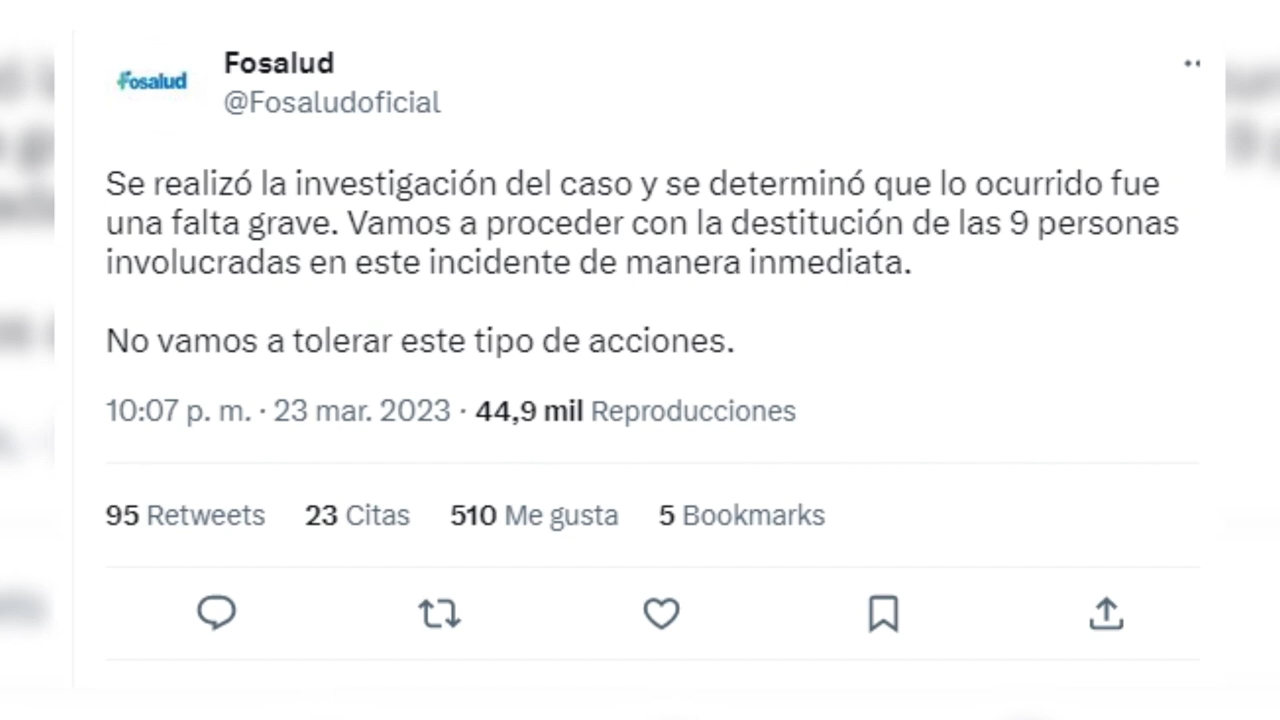 Fosalud
Fosalud
@Fosaludoficial
Se realizó la investigación del caso y se determinó que lo ocurrido fue
una falta grave. Vamos a proceder con la destitución de las 9 personas
involucradas en este incidente de manera inmediata.
No vamos a tolerar este tipo de acciones.
10:07 p. m. · 23 mar. 2023 · 44,9 mil Reproducciones
95 Retweets 23 Citas 510 Me gusta 5 Bookmarks